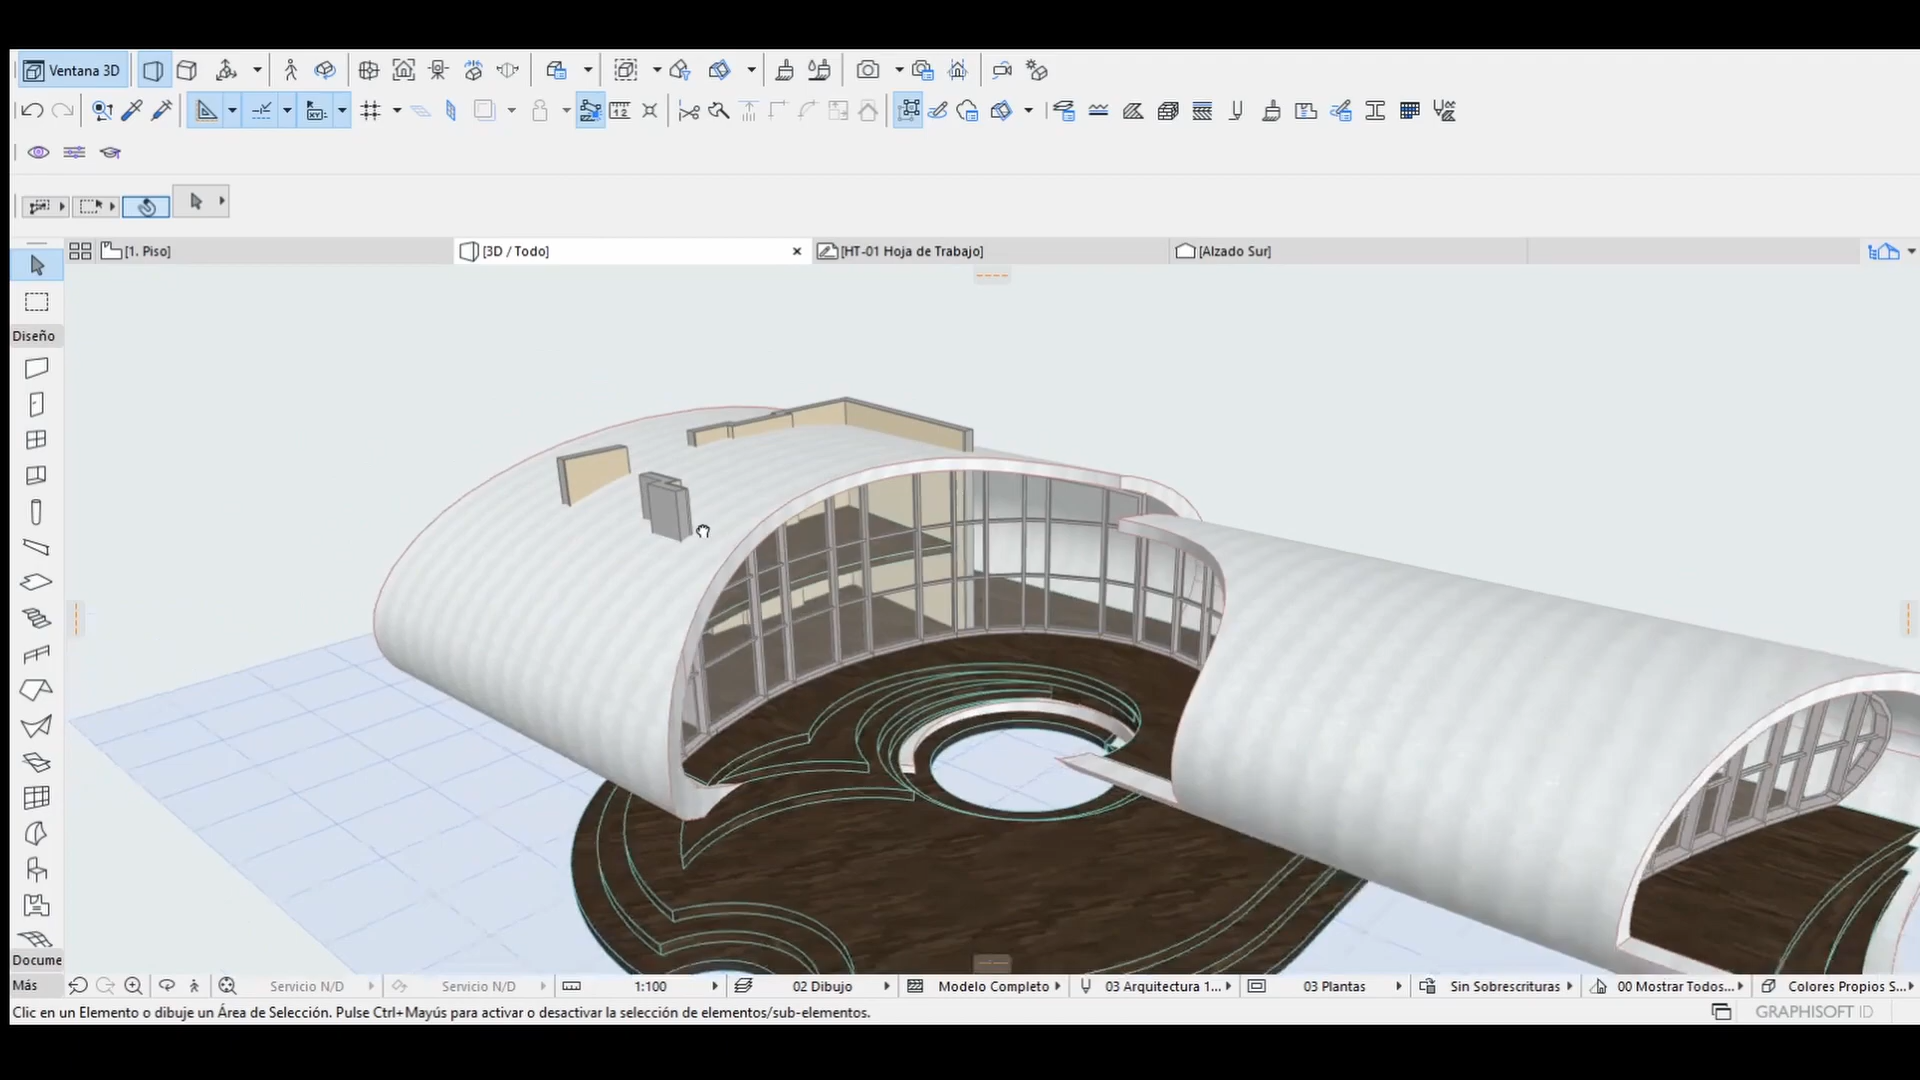 Ventana 3D
[1. Piso]
[3D / Todo]
[HT-01 Hoja de Trabajo]
[Alzado Sur]
Diseño
Docume
Más
Servicio N/D
Servicio N/D
1:100
02 Dibujo
Modelo Completo
03 Arquitectura 1...
03 Plantas
Sin Sobrescrituras
00 Mostrar Todos...
Colores Propios S...
Clic en un Elemento o dibuje un Área de Selección. Pulse Ctrl+Mayús para activar o desactivar la selección de elementos/sub-elementos.
GRAPHISOFT ID